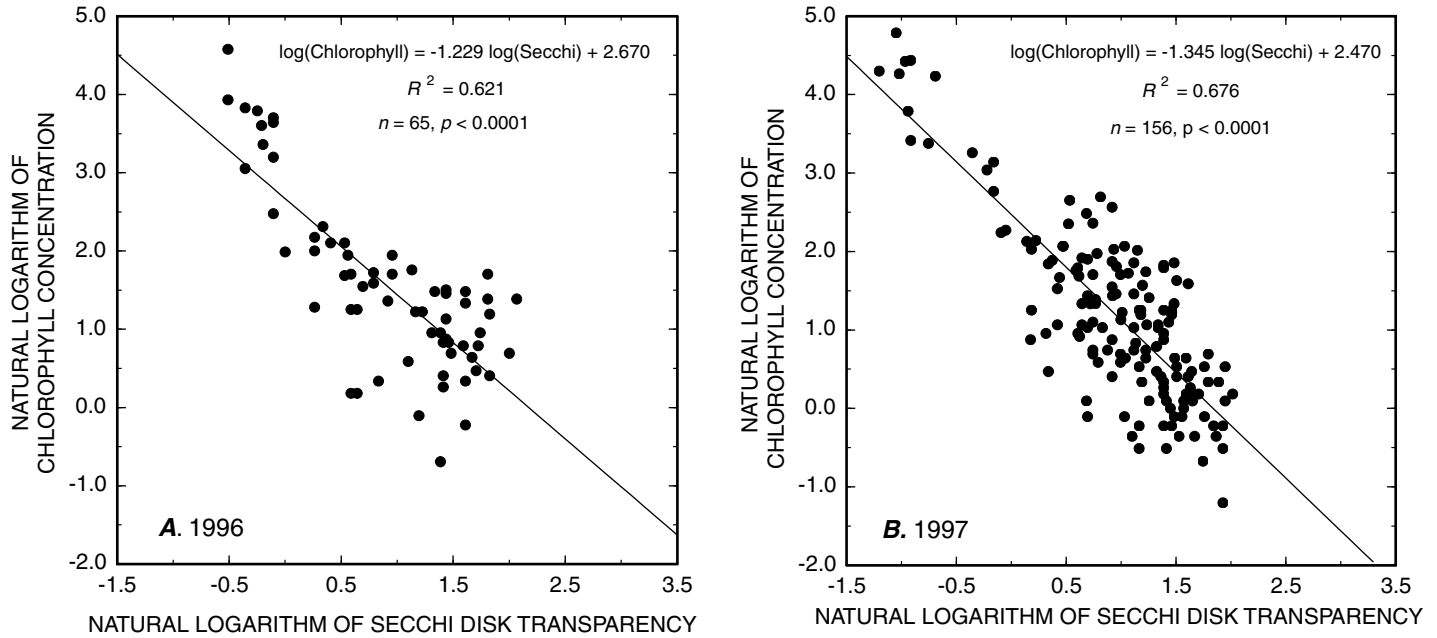 NATURAL LOGARITHM OF
CHLOROPHYLL CONCENTRATION
5.0
4.0
3.0
2.0
1.0
0.0
-1.0
-2.0
log(Chlorophyll) = -1.229 log(Secchi) + 2.670
R 2 = 0.621
n = 65, p < 0.0001
A. 1996
-1.5 -0.5 0.5 1.5 2.5 3.5
NATURAL LOGARITHM OF SECCHI DISK TRANSPARENCY
NATURAL LOGARITHM OF
CHLOROPHYLL CONCENTRATION
5.0
4.0
3.0
2.0
1.0
0.0
-1.0
-2.0
log(Chlorophyll) = -1.345 log(Secchi) + 2.470
R 2 = 0.676
n = 156, p < 0.0001
B. 1997
-1.5 -0.5 0.5 1.5 2.5 3.5
NATURAL LOGARITHM OF SECCHI DISK TRANSPARENCY